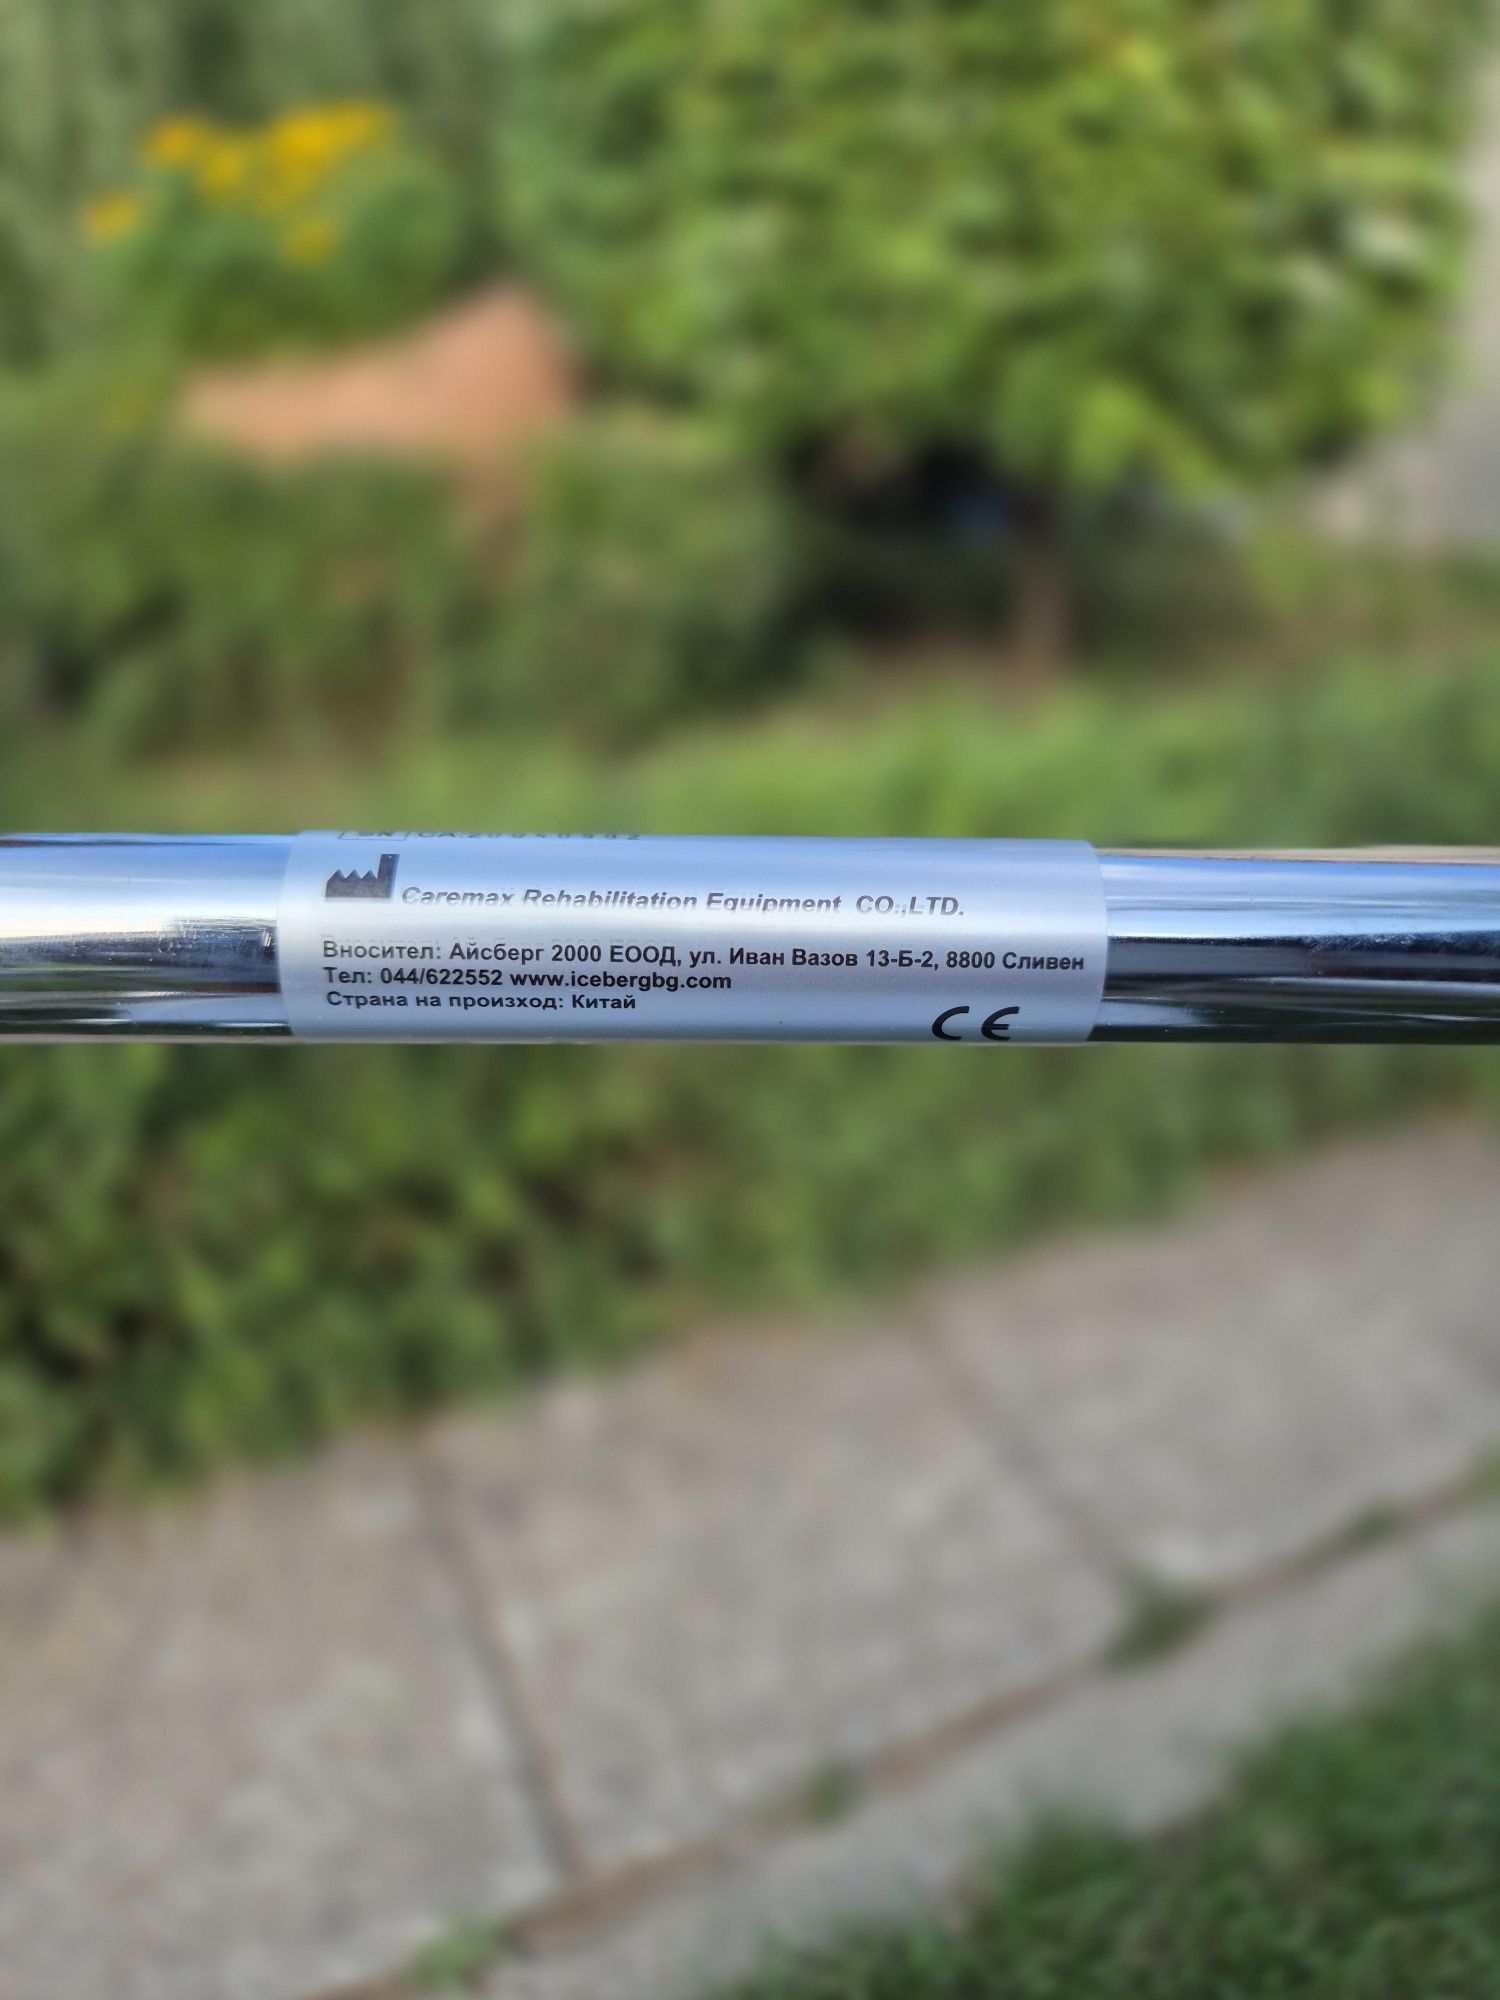 Caremax Rehabilitation Equipment CO.,LTD.
Вносител: Айсберг 2000 ЕООД, ул. Иван Вазов 13-Б-2, 8800 Сливен
Тел: 044/622552 www.icebergbg.com
Страна на произход: Китай
CE